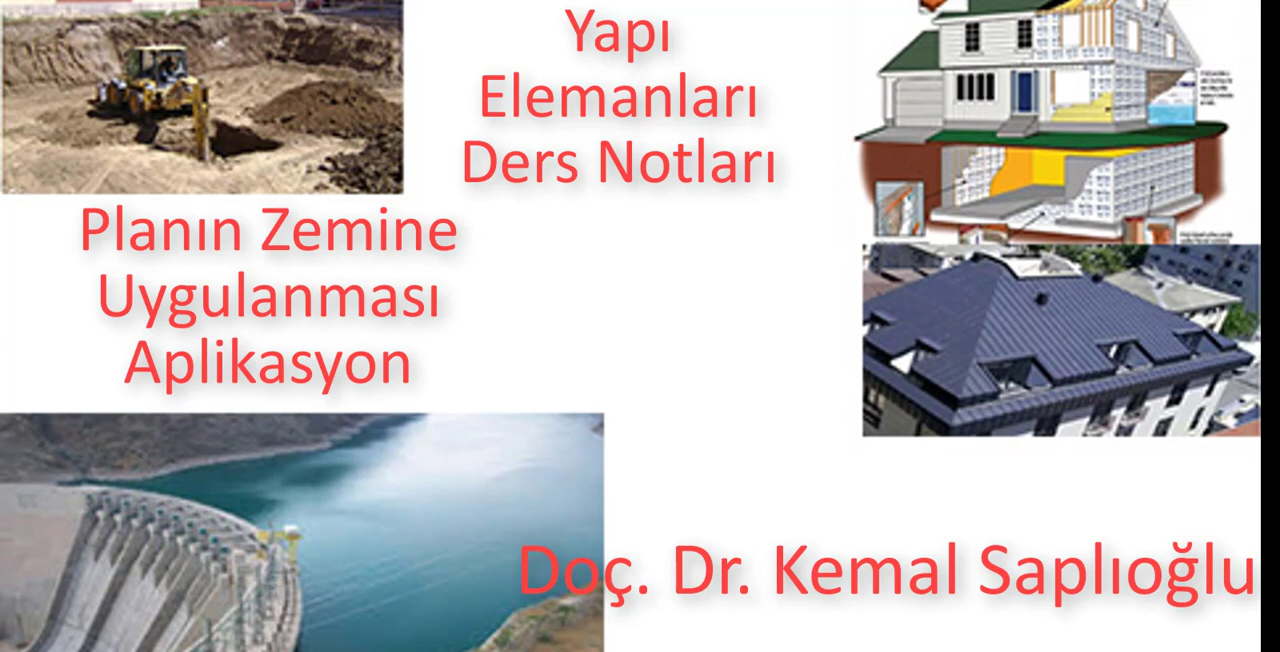 Yapı
Elemanları
Ders Notları
Planın Zemine
Uygulanması
Aplikasyon
Doç. Dr. Kemal Saplıoğlu